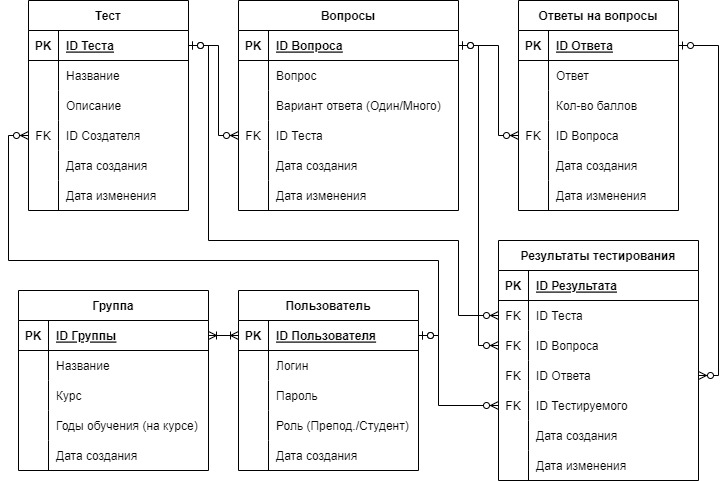 Тест
PK ID Теста
Название
Описание
FK ID Создателя
Дата создания
Дата изменения
Вопросы
PK ID Вопроса
Вопрос
Вариант ответа (Один/Много)
FK ID Теста
Дата создания
Дата изменения
Ответы на вопросы
PK ID Ответа
Ответ
Кол-во баллов
FK ID Вопроса
Дата создания
Дата изменения
Группа
PK ID Группы
Название
Курс
Годы обучения (на курсе)
Дата создания
Пользователь
PK ID Пользователя
Логин
Пароль
Роль (Препод./Студент)
Дата создания
Результаты тестирования
PK ID Результата
FK ID Теста
FK ID Вопроса
FK ID Ответа
FK ID Тестируемого
Дата создания
Дата изменения